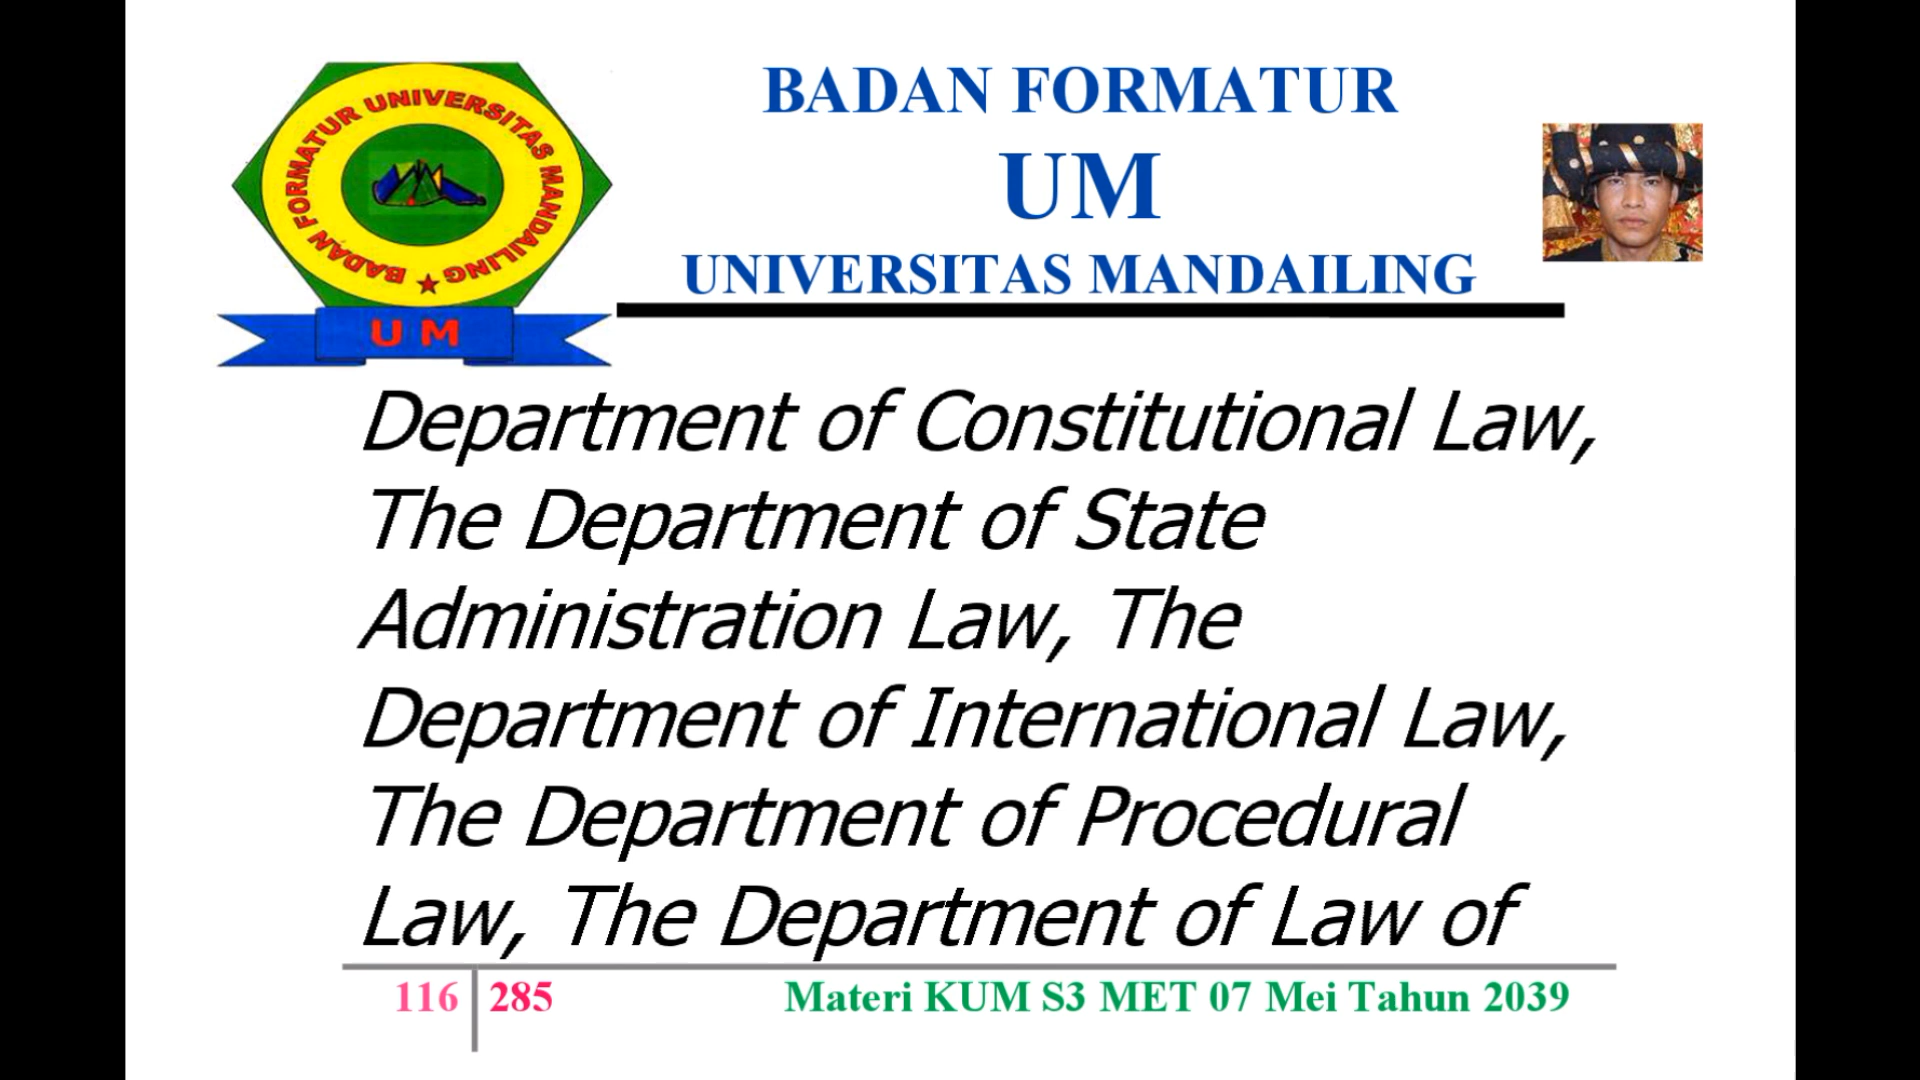 BADAN FORMATUR UNIVERSITAS MANDAILING
U M
BADAN FORMATUR
UM
UNIVERSITAS MANDAILING
Department of Constitutional Law,
The Department of State
Administration Law, The
Department of International Law,
The Department of Procedural
Law, The Department of Law of
116 285 Materi KUM S3 MET 07 Mei Tahun 2039